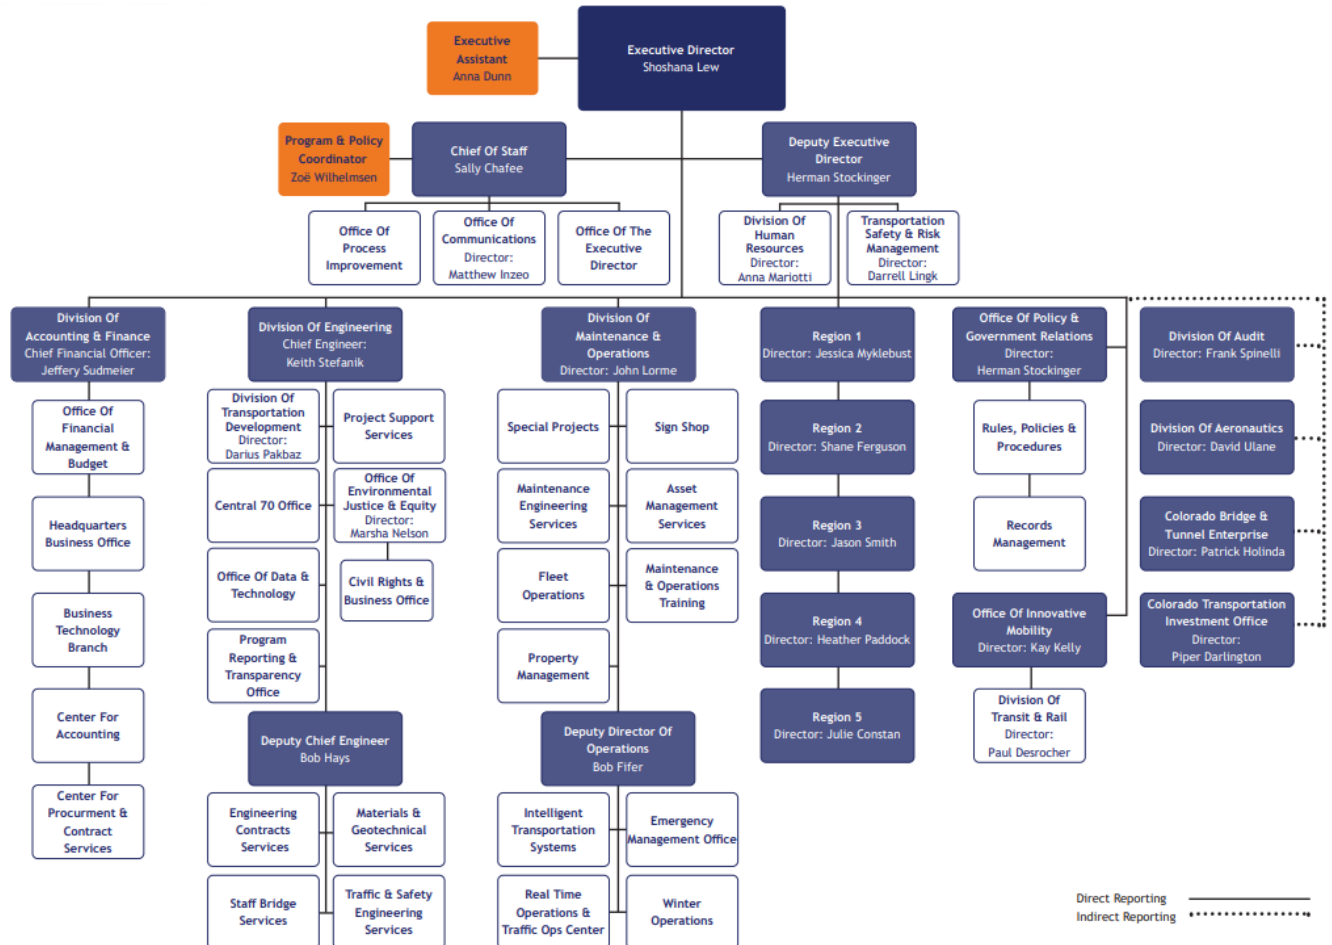 Executive
Assistant
Anna Dunn
Executive Director
Shoshana Lew
Program & Policy
Coordinator
Zoë Wilhelmsen
Chief Of Staff
Sally Chafee
Deputy Executive
Director
Herman Stockinger
Office Of
Process
Improvement
Office Of
Communications
Director:
Matthew Inzeo
Office Of The
Executive
Director
Division Of
Human
Resources
Director:
Anna Mariotti
Transportation
Safety & Risk
Management
Director:
Darrell Lingk
Division Of
Accounting & Finance
Chief Financial Officer:
Jeffery Sudmeier
Office Of
Financial
Management &
Budget
Headquarters
Business Office
Business
Technology
Branch
Center For
Accounting
Center For
Procurment &
Contract
Services
Division Of Engineering
Chief Engineer:
Keith Stefanik
Division Of
Transportation
Development
Director:
Darius Pakbaz
Project Support
Services
Central 70 Office
Office Of
Environmental
Justice & Equity
Director:
Marsha Nelson
Office Of Data &
Technology
Civil Rights &
Business Office
Program
Reporting &
Transparency
Office
Deputy Chief Engineer
Bob Hays
Engineering
Contracts
Services
Materials &
Geotechnical
Services
Staff Bridge
Services
Traffic & Safety
Engineering
Services
Division Of
Maintenance &
Operations
Director: John Lorme
Special Projects
Sign Shop
Maintenance
Engineering
Services
Asset
Management
Services
Fleet
Operations
Maintenance
& Operations
Training
Property
Management
Deputy Director Of
Operations
Bob Fifer
Intelligent
Transportation
Systems
Emergency
Management Office
Real Time
Operations &
Traffic Ops Center
Winter
Operations
Region 1
Director: Jessica Myklebust
Region 2
Director: Shane Ferguson
Region 3
Director: Jason Smith
Region 4
Director: Heather Paddock
Region 5
Director: Julie Constan
Office Of Policy &
Government Relations
Director:
Herman Stockinger
Rules, Policies &
Procedures
Records
Management
Office Of Innovative
Mobility
Director: Kay Kelly
Division Of
Transit & Rail
Director:
Paul Desrocher
Division Of Audit
Director: Frank Spinelli
Division Of Aeronautics
Director: David Ulane
Colorado Bridge &
Tunnel Enterprise
Director: Patrick Holinda
Colorado Transportation
Investment Office
Director:
Piper Darlington
Direct Reporting
Indirect Reporting